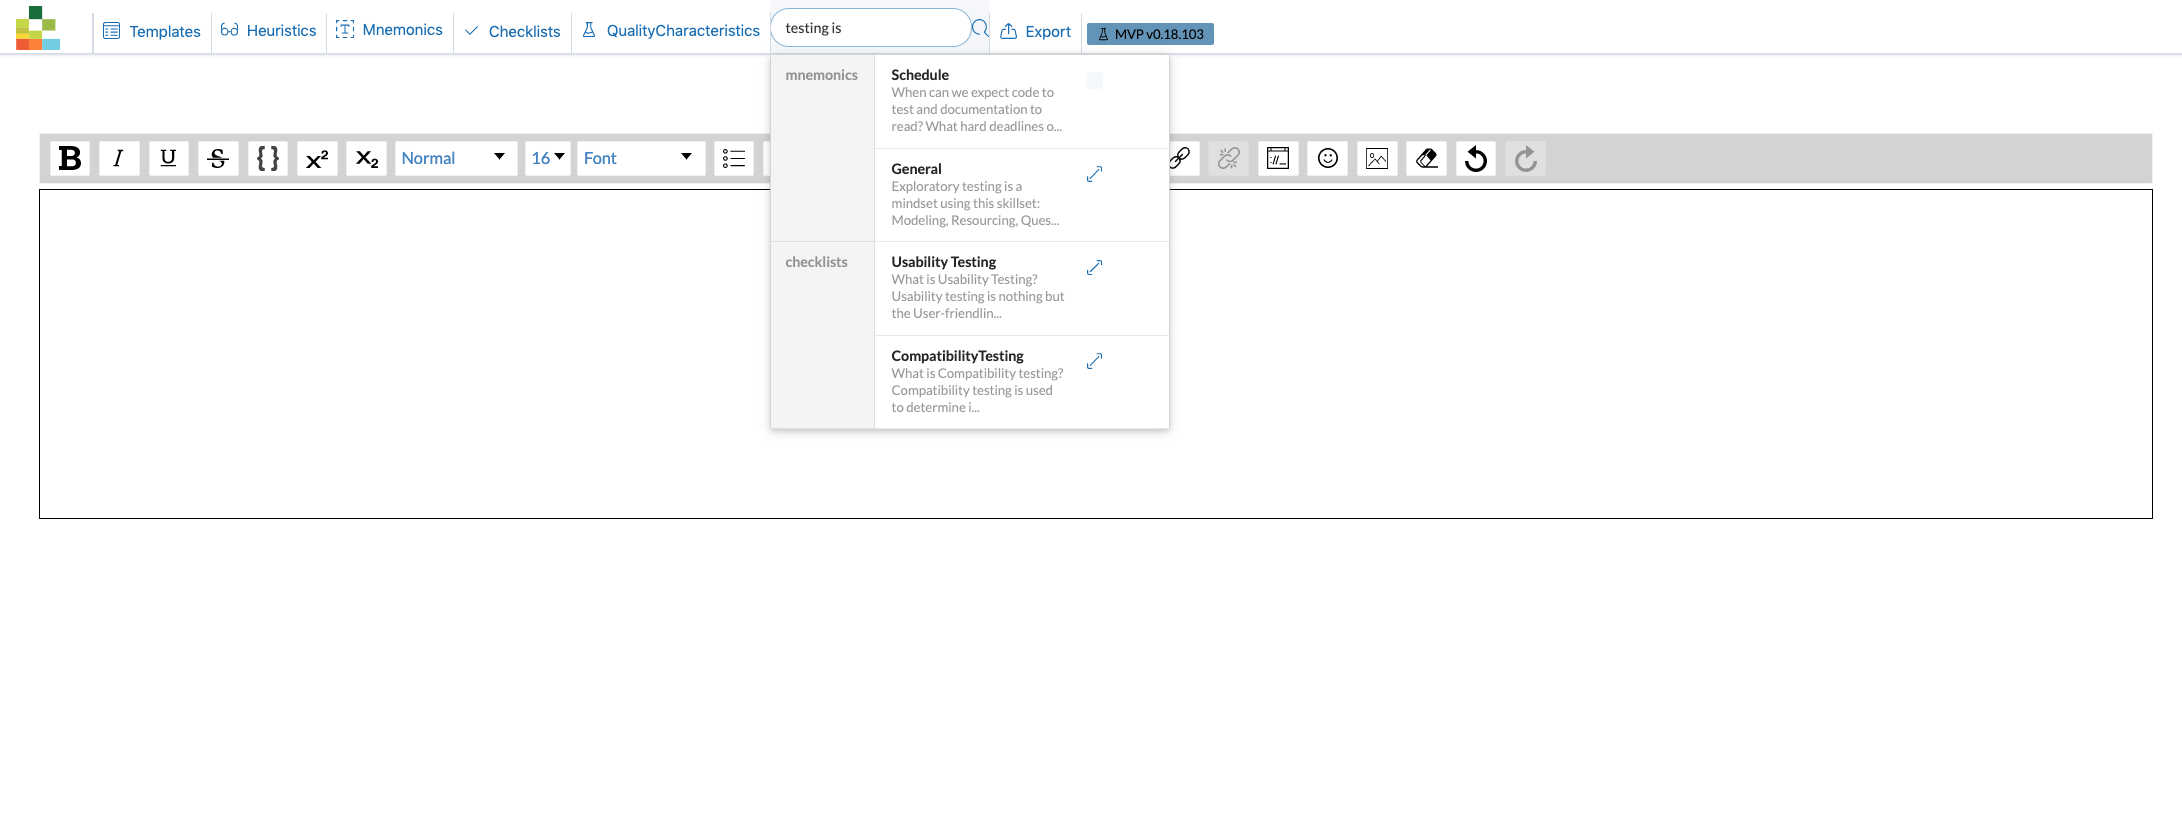 Templates
Heuristics
Mnemonics
Checklists
QualityCharacteristics
testing is
Export
MVP v0.18.103
B I U S { } x² x₂ Normal 16 Font
mnemonics
Schedule
When can we expect code to
test and documentation to
read? What hard deadlines o...
General
Exploratory testing is a
mindset using this skillset:
Modeling, Resourcing, Ques...
checklists
Usability Testing
What is Usability Testing?
Usability testing is nothing but
the User-friendlin...
CompatibilityTesting
What is Compatibility testing?
Compatibility testing is used
to determine i...